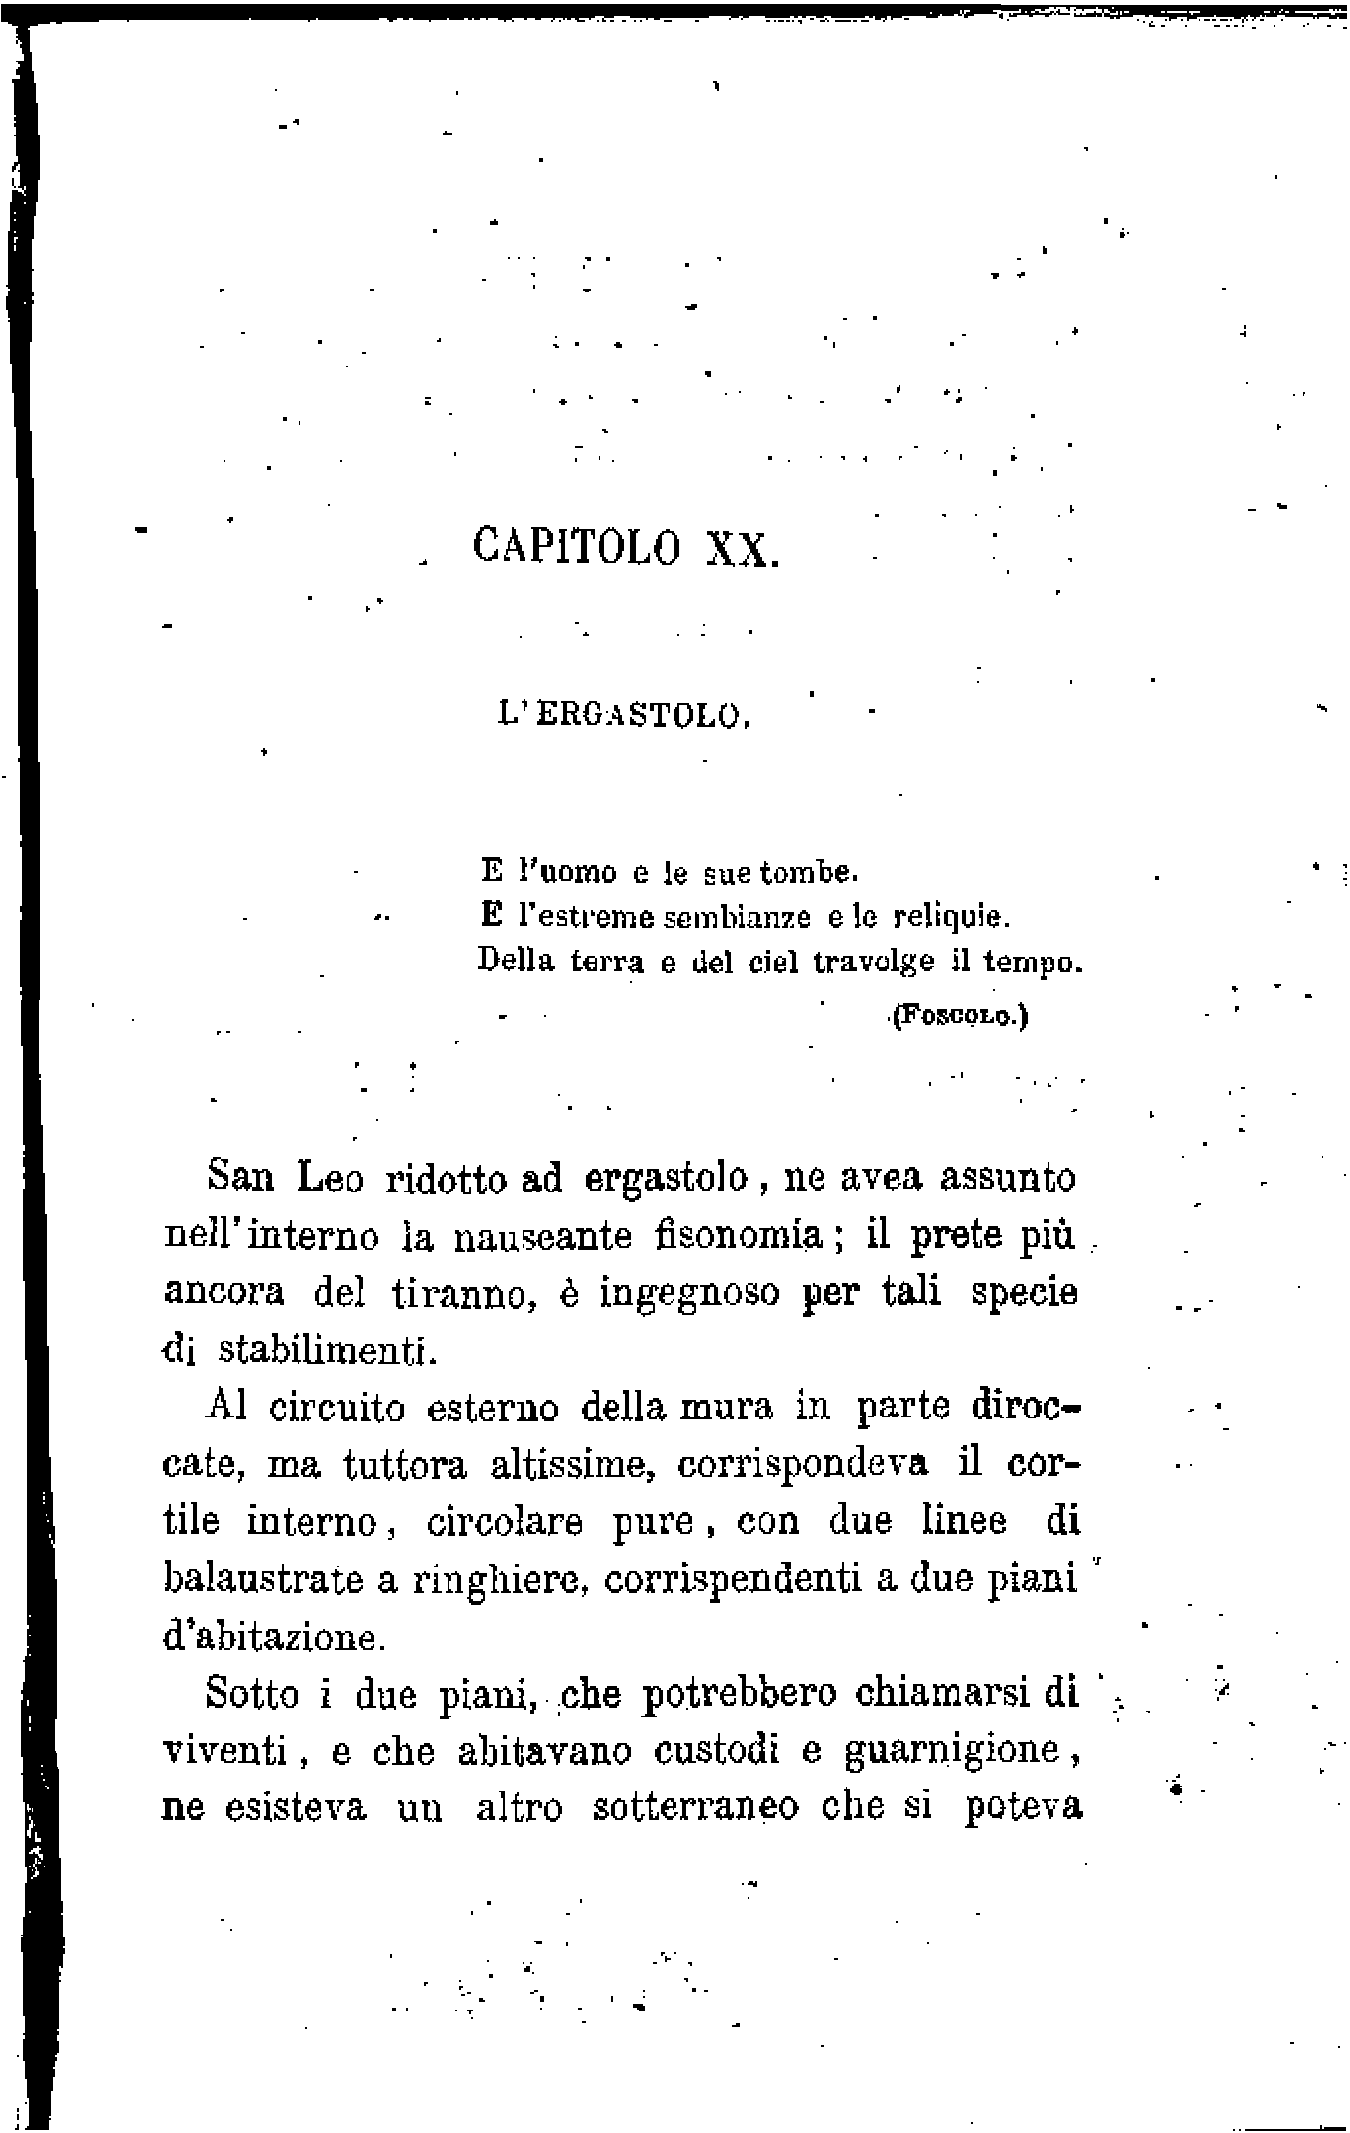 CAPITOLO XX.
L'ERGASTOLO.
E l'uomo e le sue tombe.
E l'estreme sembianze e le reliquie.
Della terra e del ciel travolge il tempo.
(FOSCOLO.)
San Leo ridotto ad ergastolo, ne avea assunto
nell'interno la nauseante fisonomia; il prete più
ancora del tiranno, è ingegnoso per tali specie
di stabilimenti.
Al circuito esterno della mura in parte diroc-
cate, ma tuttora altissime, corrispondeva il cor-
tile interno, circolare pure, con due linee di
balaustrate a ringhiere, corrispendenti a due piani
d'abitazione.
Sotto i due piani, che potrebbero chiamarsi di
viventi, e che abitavano custodi e guarnigione,
ne esisteva un altro sotterraneo che si poteva